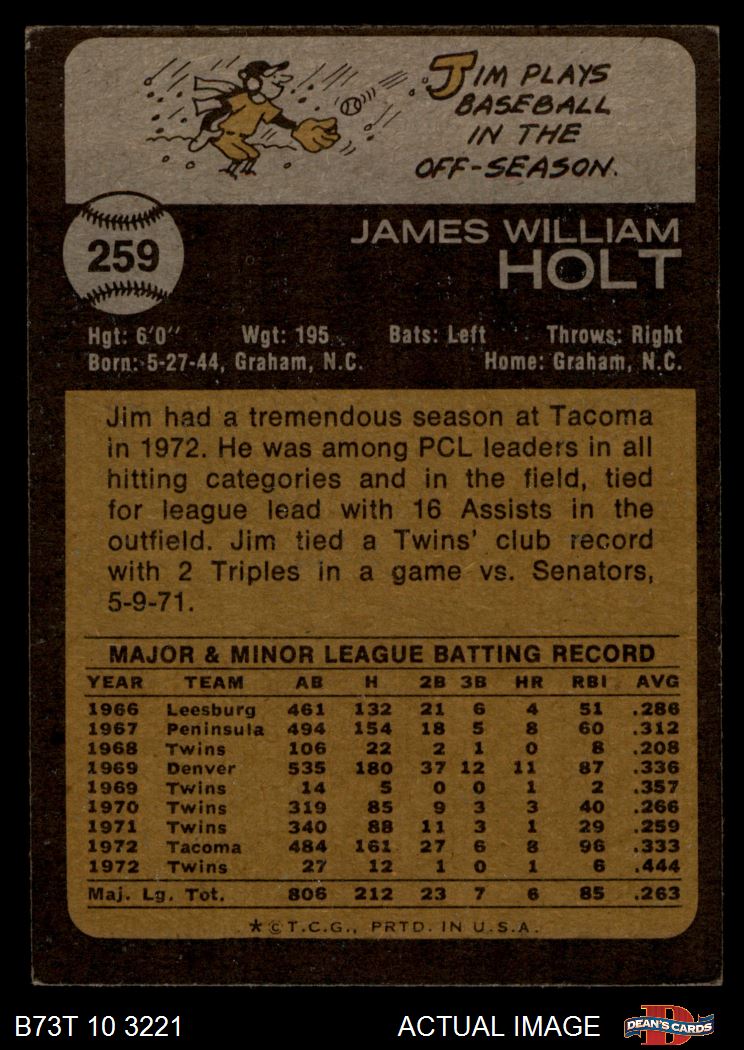 JIM PLAYS
BASEBALL
IN THE
OFF-SEASON.
259
JAMES WILLIAM
HOLT
Hgt: 6'0" Wgt: 195 Bats: Left Throws: Right
Born: 5-27-44, Graham, N.C. Home: Graham, N.C.
Jim had a tremendous season at Tacoma
in 1972. He was among PCL leaders in all
hitting categories and in the field, tied
for league lead with 16 Assists in the
outfield. Jim tied a Twins' club record
with 2 Triples in a game vs. Senators,
5-9-71.
MAJOR & MINOR LEAGUE BATTING RECORD
YEAR TEAM AB H 2B 3B HR RBI AVG
1966 Leesburg 461 132 21 6 4 51 .286
1967 Peninsula 494 154 18 5 8 60 .312
1968 Twins 106 22 2 1 0 8 .208
1969 Denver 535 180 37 12 11 87 .336
1969 Twins 14 5 0 0 1 2 .357
1970 Twins 319 85 9 3 3 40 .266
1971 Twins 340 88 11 3 1 29 .259
1972 Tacoma 484 161 27 6 8 96 .333
1972 Twins 27 12 1 0 1 6 .444
Maj. Lg. Tot. 806 212 23 7 6 85 .263
*©T.C.G., PRTD. IN U.S.A.
B73T 10 3221 ACTUAL IMAGE D DEAN'S CARDS